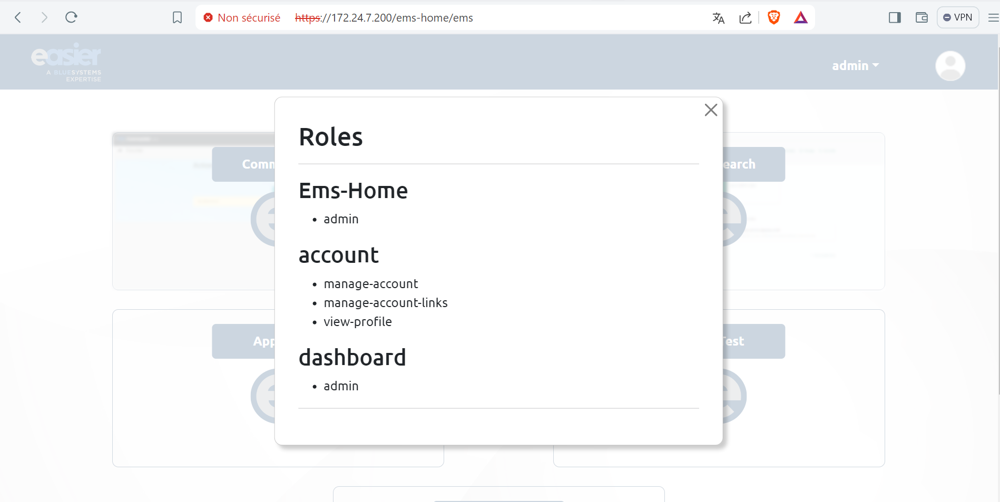 Non sécurisé https://172.24.7.200/ems-home/ems
VPN
easier
A BLUESYSTEMS
EXPERTISE
admin
Roles
Ems-Home
admin
account
manage-account
manage-account-links
view-profile
dashboard
admin
Comm
earch
App
Test